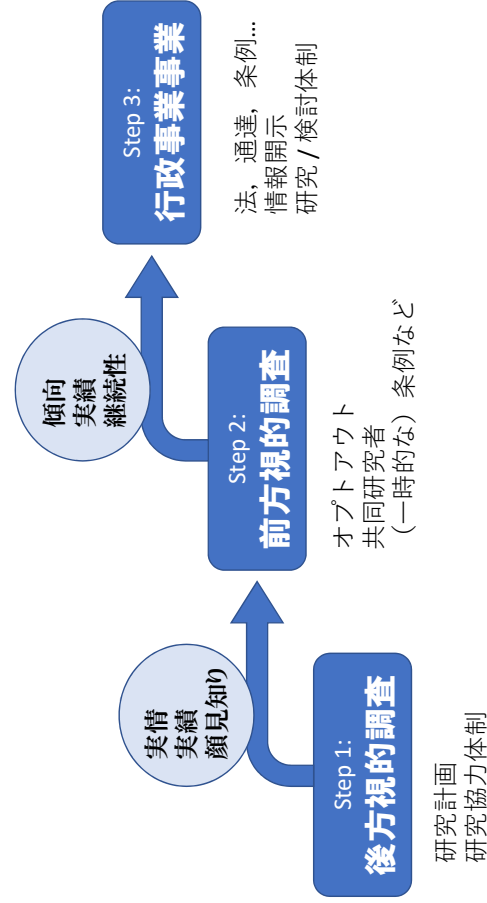 Step 1:
後方視的調査
研究計画
研究協力体制
実情
実績
顔見知り
Step 2:
前方視的調査
オプトアウト
共同研究者
（一時的な）条例など
傾向
実績
継続性
Step 3:
行政事業事業
法，通達，条例...
情報開示
研究 / 検討体制